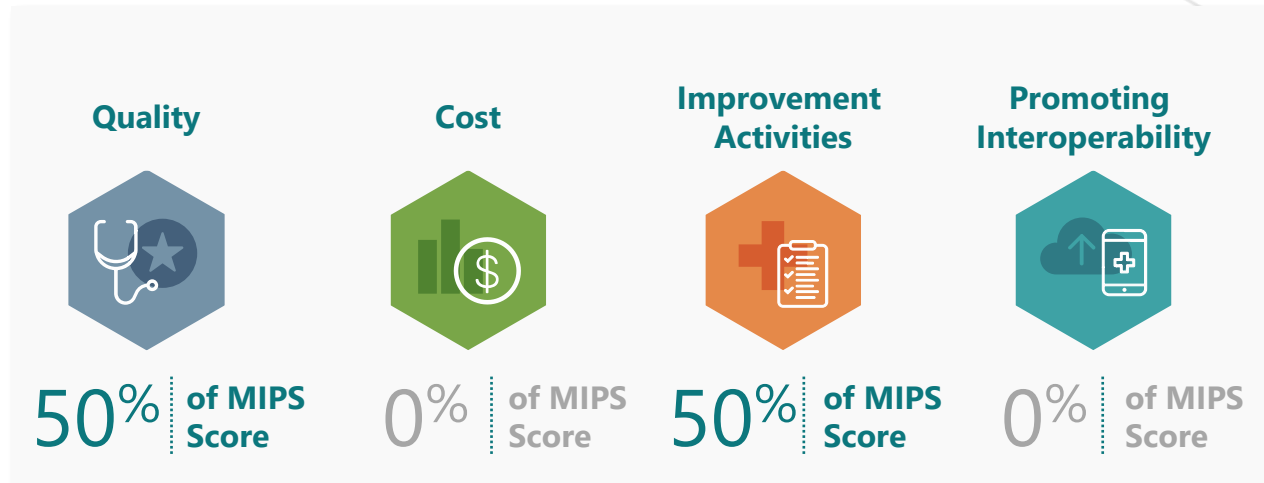 Quality
Cost
Improvement
Activities
Promoting
Interoperability
$
50%
of MIPS
Score
0%
of MIPS
Score
50%
of MIPS
Score
0%
of MIPS
Score